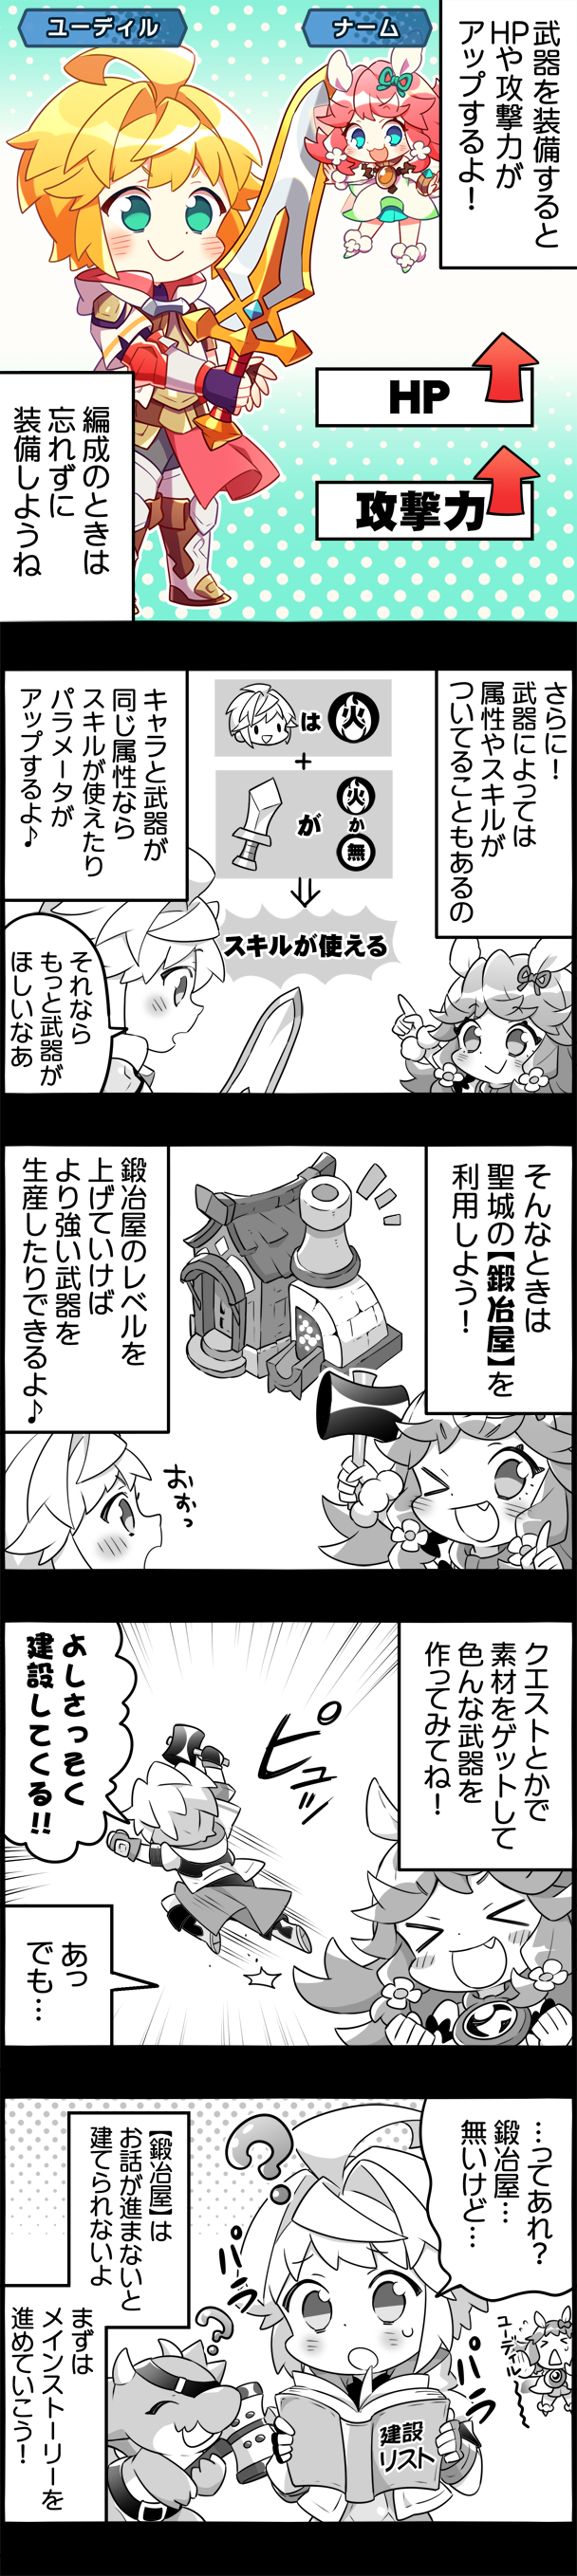 ユーディル
ナーム
武器を装備すると
HPや攻撃力が
アップするよ！
HP
攻撃力
編成のときは
忘れずに
装備しようね
さらに！
武器によっては
属性やスキルが
ついてることもあるの
は
火
+
が
火
か
無
スキルが使える
キャラと武器が
同じ属性なら
スキルが使えたり
パラメータが
アップするよ♪
それなら
もっと武器が
ほしいなあ
そんなときは
聖城の【鍛冶屋】を
利用しよう！
鍛冶屋のレベルを
上げていけば
より強い武器を
生産したりできるよ♪
おぉっ
クエストとかで
素材をゲットして
色んな武器を
作ってみてね！
ピュッ
よしさっそく
建設してくる!!
あっ
でも…
…ってあれ？
鍛冶屋…
無いけど…
ユーディルー
パラ
パラ
建設
リスト
【鍛冶屋】は
お話が進まないと
建てられないよ
まずは
メインストーリーを
進めていこう！